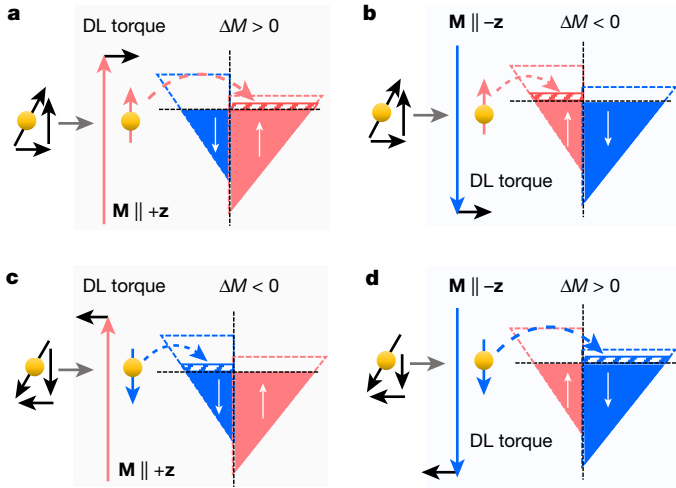 a
DL torque
ΔM > 0
M || +z
b
M || −z
ΔM < 0
DL torque
c
DL torque
ΔM < 0
M || +z
d
M || −z
ΔM > 0
DL torque